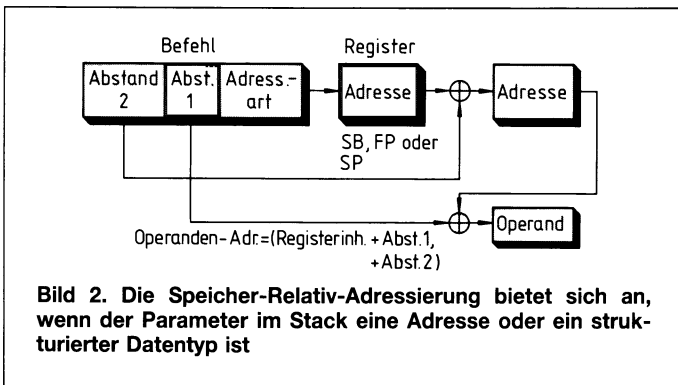 Befehl
Register
Abstand
2
Abst.
1
Adress.-
art
Adresse
Adresse
SB, FP oder
SP
Operanden-Adr.=(Registerinh. + Abst.1,
+Abst.2)
Operand
Bild 2. Die Speicher-Relativ-Adressierung bietet sich an,
wenn der Parameter im Stack eine Adresse oder ein struk-
turierter Datentyp ist